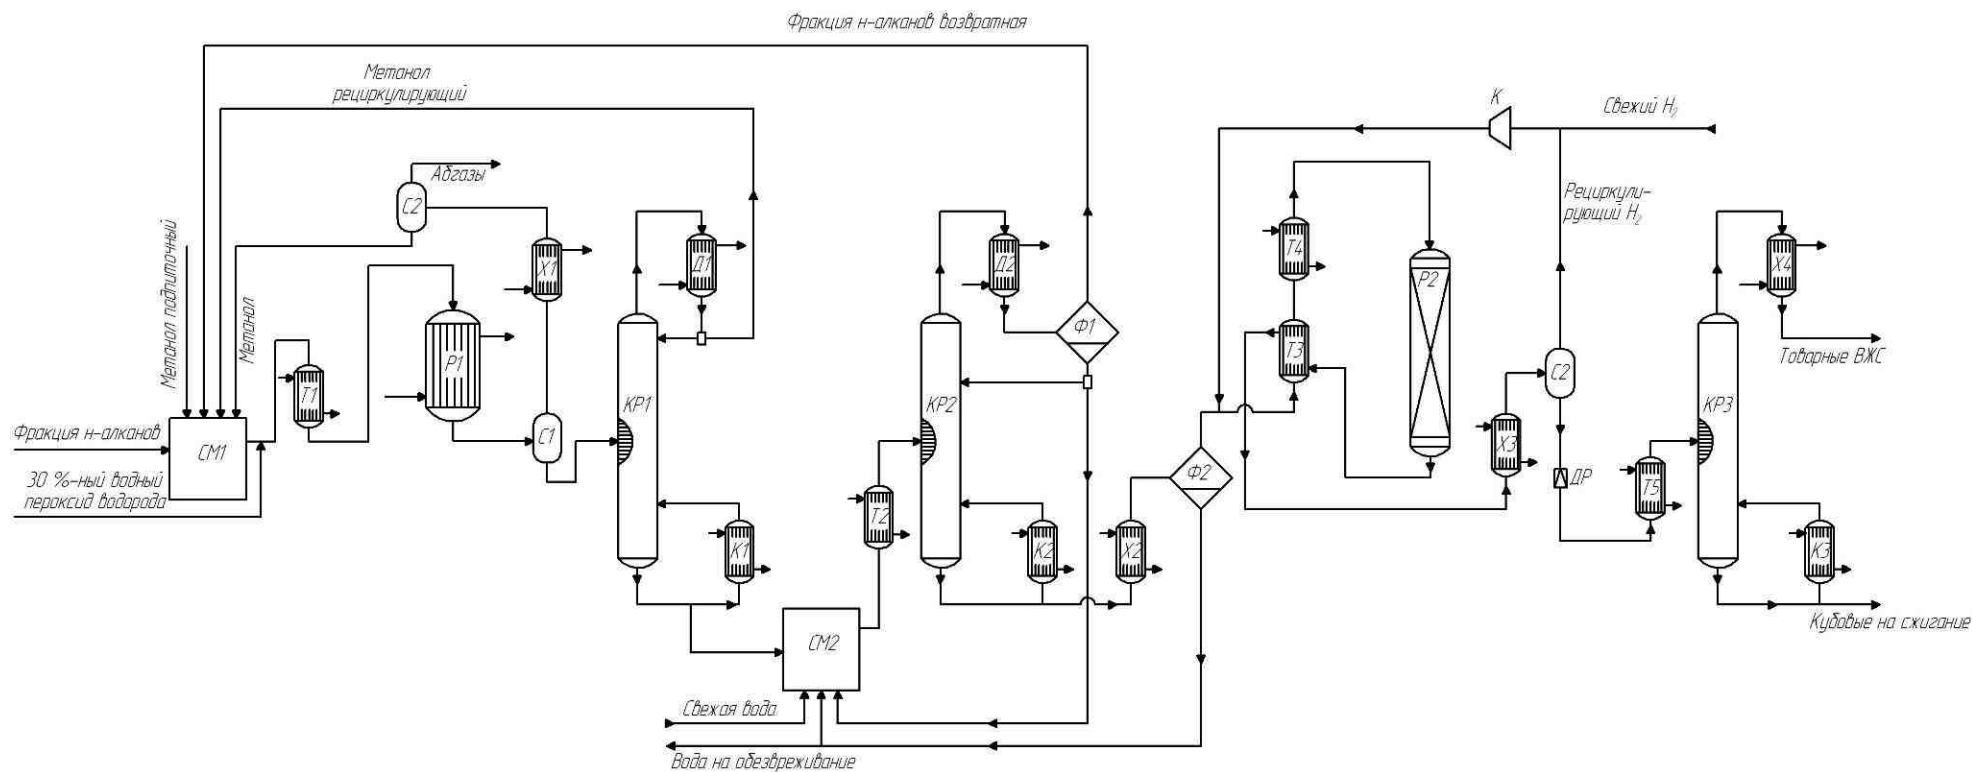 Фракция н-алканов возвратная
Метанол
рециркулирующий
К
Свежий H₂
Абгазы
С2
Рециркули-
рующий H₂
Метанол подпиточный
Метанол
Х1
Д1
Д2
Т4
Р2
Х4
Ф1
Т3
С2
Товарные ВЖС
Р1
Т1
КР1
КР2
КР3
С1
Фракция н-алканов
СМ1
Х3
30 %-ный водный
пероксид водорода
Ф2
ДР
Т5
Т2
К1
К2
Х2
К3
СМ2
Кубовые на сжигание
Свежая вода
Вода на обезвреживание